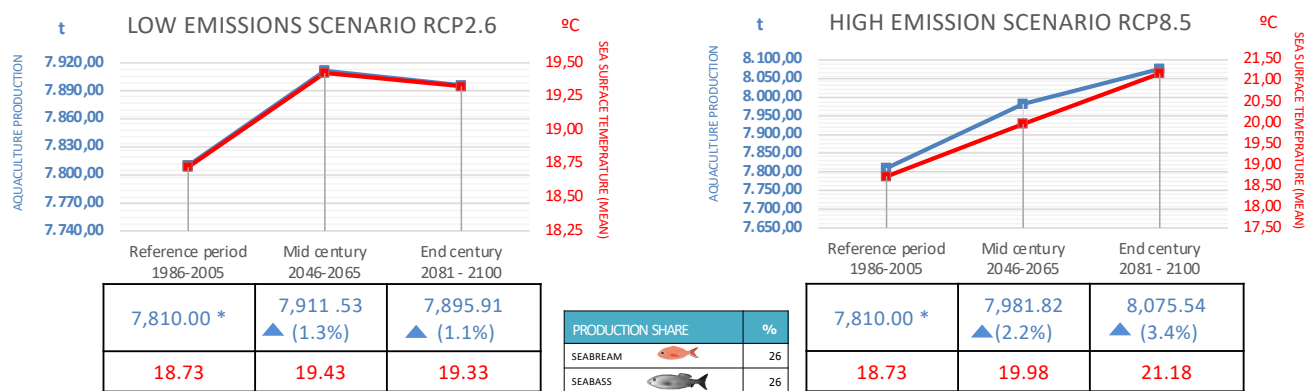 t LOW EMISSIONS SCENARIO RCP2.6 ºC
AQUACULTURE PRODUCTION
7.920,00
7.890,00
7.860,00
7.830,00
7.800,00
7.770,00
7.740,00
19,50
19,25
19,00
18,75
18,50
18,25
SEA SURFACE TEMEPRATURE (MEAN)
Reference period Mid century End century
1986-2005 2046-2065 2081 - 2100
7,810.00 * 7,911 .53 7,895.91
(1.3%) (1.1%)
18.73 19.43 19.33
PRODUCTION SHARE %
SEABREAM 26
SEABASS 26
t HIGH EMISSION SCENARIO RCP8.5 ºC
AQUACULTURE PRODUCTION
8.100,00
8.050,00
8.000,00
7.950,00
7.900,00
7.850,00
7.800,00
7.750,00
7.700,00
7.650,00
21,50
21,00
20,50
20,00
19,50
19,00
18,50
18,00
17,50
SEA SURFACE TEMEPRATURE (MEAN)
Reference period Mid century End century
1986-2005 2046-2065 2081 - 2100
7,810.00 * 7,981.82 8,075.54
(2.2%) (3.4%)
18.73 19.98 21.18